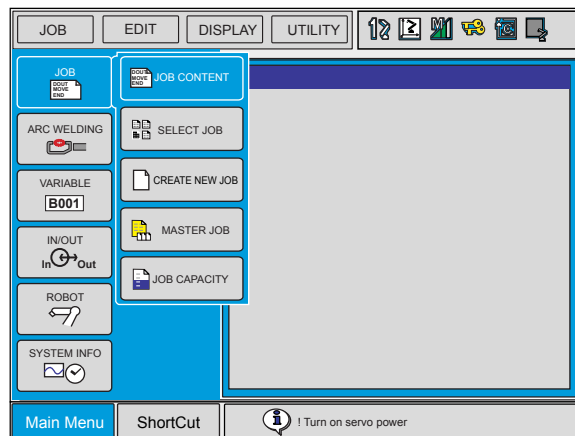 JOB
EDIT
DISPLAY
UTILITY
JOB
DOUT
MOVE
END
DOUT
MOVE
END
JOB CONTENT
ARC WELDING
SELECT JOB
VARIABLE
B001
CREATE NEW JOB
IN/OUT
In Out
MASTER JOB
ROBOT
JOB CAPACITY
SYSTEM INFO
Main Menu
ShortCut
! Turn on servo power